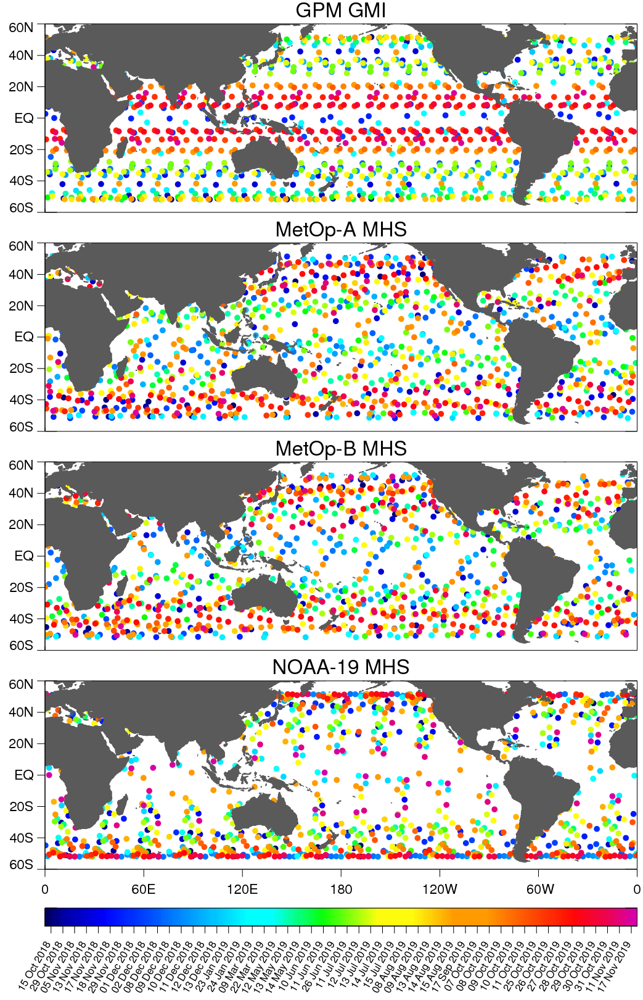 GPM GMI
60N
40N
20N
EQ
20S
40S
60S
MetOp-A MHS
60N
40N
20N
EQ
20S
40S
60S
MetOp-B MHS
60N
40N
20N
EQ
20S
40S
60S
NOAA-19 MHS
60N
40N
20N
EQ
20S
40S
60S
0 60E 120E 180 120W 60W 0
15 Oct 2018
29 Oct 2018
05 Nov 2018
13 Nov 2018
17 Nov 2018
18 Nov 2018
29 Nov 2018
01 Dec 2018
02 Dec 2018
08 Dec 2018
09 Dec 2018
10 Dec 2018
11 Dec 2018
12 Dec 2018
13 Dec 2018
23 Jan 2019
24 Jan 2019
09 Mar 2019
22 Mar 2019
12 May 2019
13 May 2019
14 May 2019
10 Jun 2019
11 Jun 2019
26 Jun 2019
11 Jul 2019
12 Jul 2019
13 Jul 2019
14 Jul 2019
15 Jul 2019
08 Aug 2019
09 Aug 2019
13 Aug 2019
14 Aug 2019
15 Aug 2019
17 Sep 2019
07 Oct 2019
08 Oct 2019
09 Oct 2019
10 Oct 2019
11 Oct 2019
25 Oct 2019
26 Oct 2019
27 Oct 2019
28 Oct 2019
29 Oct 2019
30 Oct 2019
31 Oct 2019
11 Nov 2019
17 Nov 2019